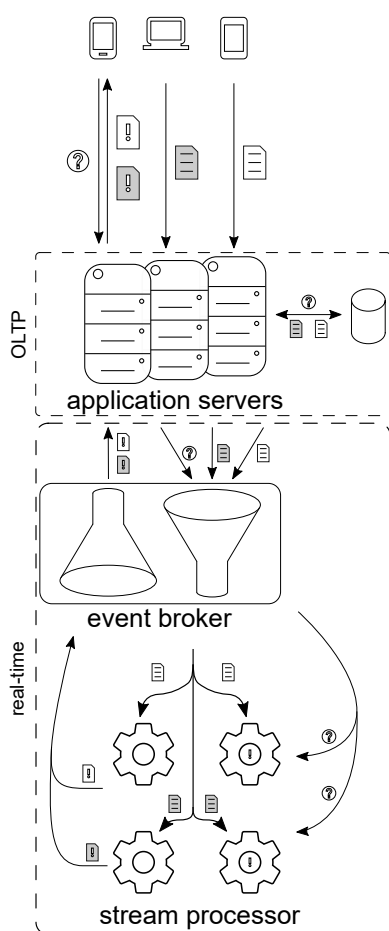 ?
!
!
OLTP
?
application servers
!
!
?
event broker
real-time
!
?
!
?
!
!
stream processor